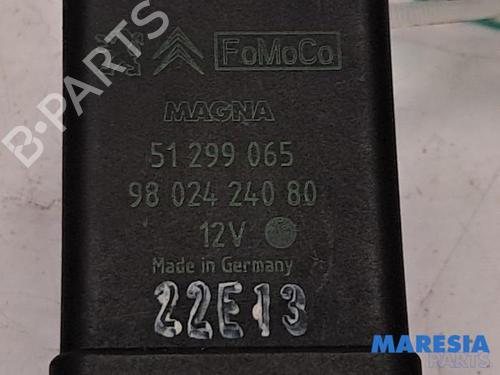 FoMoCo
MAGNA
51 299 065
98 024 240 80
12V
Made in Germany
22E13
B-PARTS
MARESIA
PARTS